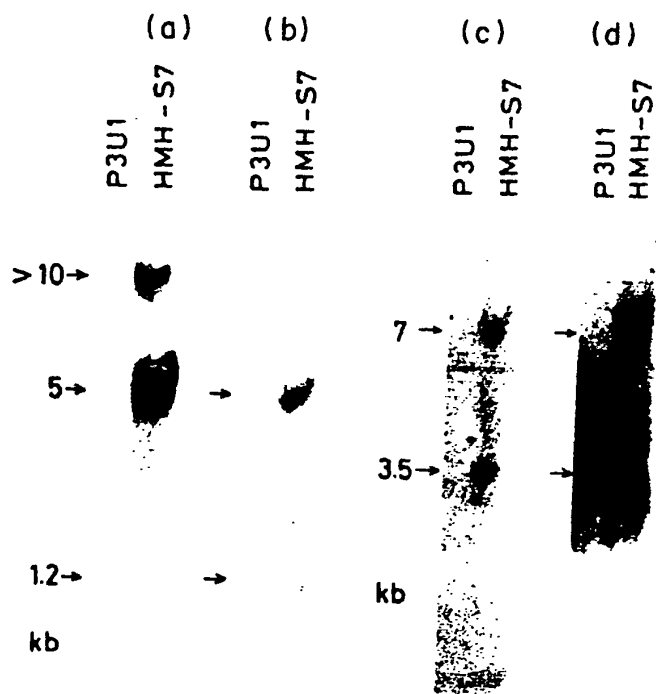 (a) (b) (c) (d)
P3U1 HMH-S7 P3U1 HMH-S7 P3U1 HMH-S7 P3U1 HMH-S7
>10→
7→ →
5→ →
3.5→ →
1.2→ →
kb
kb